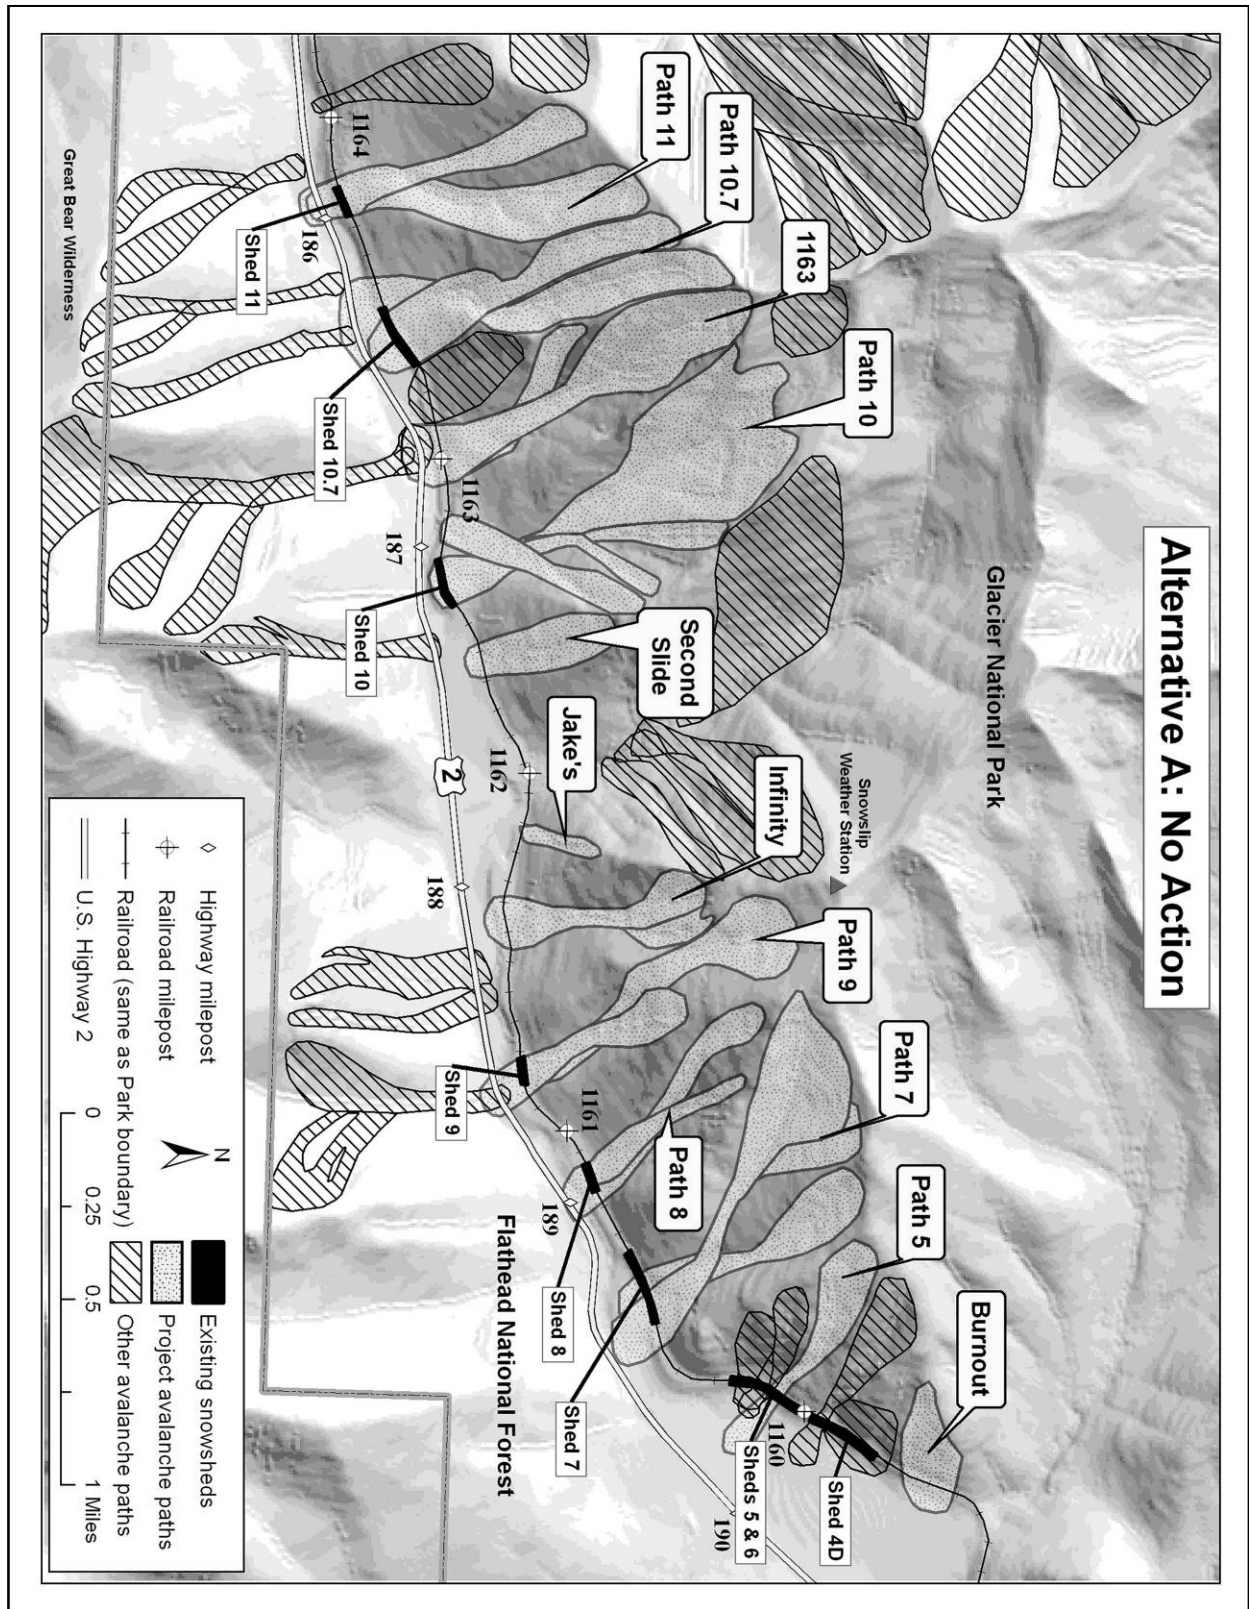 Alternative A: No Action
Glacier National Park
Snowslip
Weather Station
Path 11
Path 10.7
1163
Path 10
Second
Slide
Jake's
Infinity
Path 9
Path 7
Path 8
Path 5
Burnout
1164
1163
1162
1161
1160
186
187
2
188
189
190
Shed 11
Shed 10.7
Shed 10
Shed 9
Shed 8
Shed 7
Sheds 5 & 6
Shed 4D
Great Bear Wilderness
Flathead National Forest
Highway milepost
Railroad milepost
Railroad (same as Park boundary)
U.S. Highway 2
N
Existing snowsheds
Project avalanche paths
Other avalanche paths
0
0.25
0.5
1 Miles